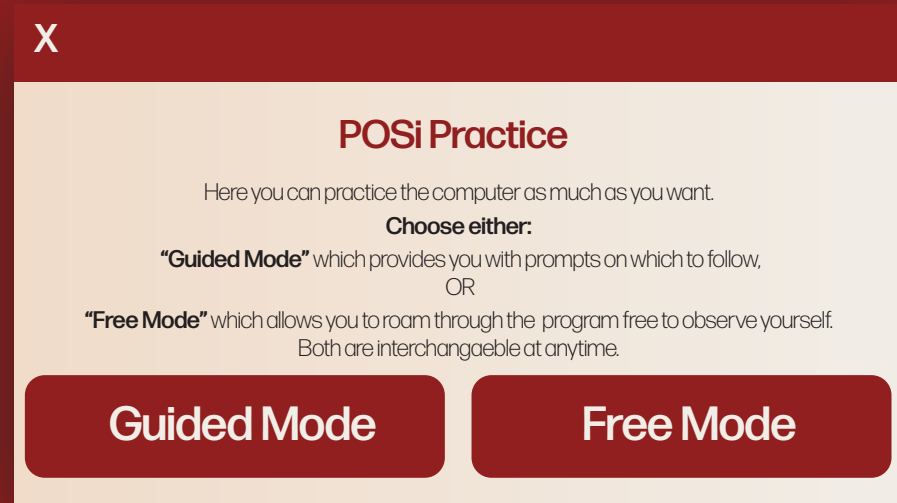 X
POSi Practice
Here you can practice the computer as much as you want.
Choose either:
“Guided Mode” which provides you with prompts on which to follow,
OR
“Free Mode” which allows you to roam through the program free to observe yourself.
Both are interchangaeble at anytime.
Guided Mode
Free Mode